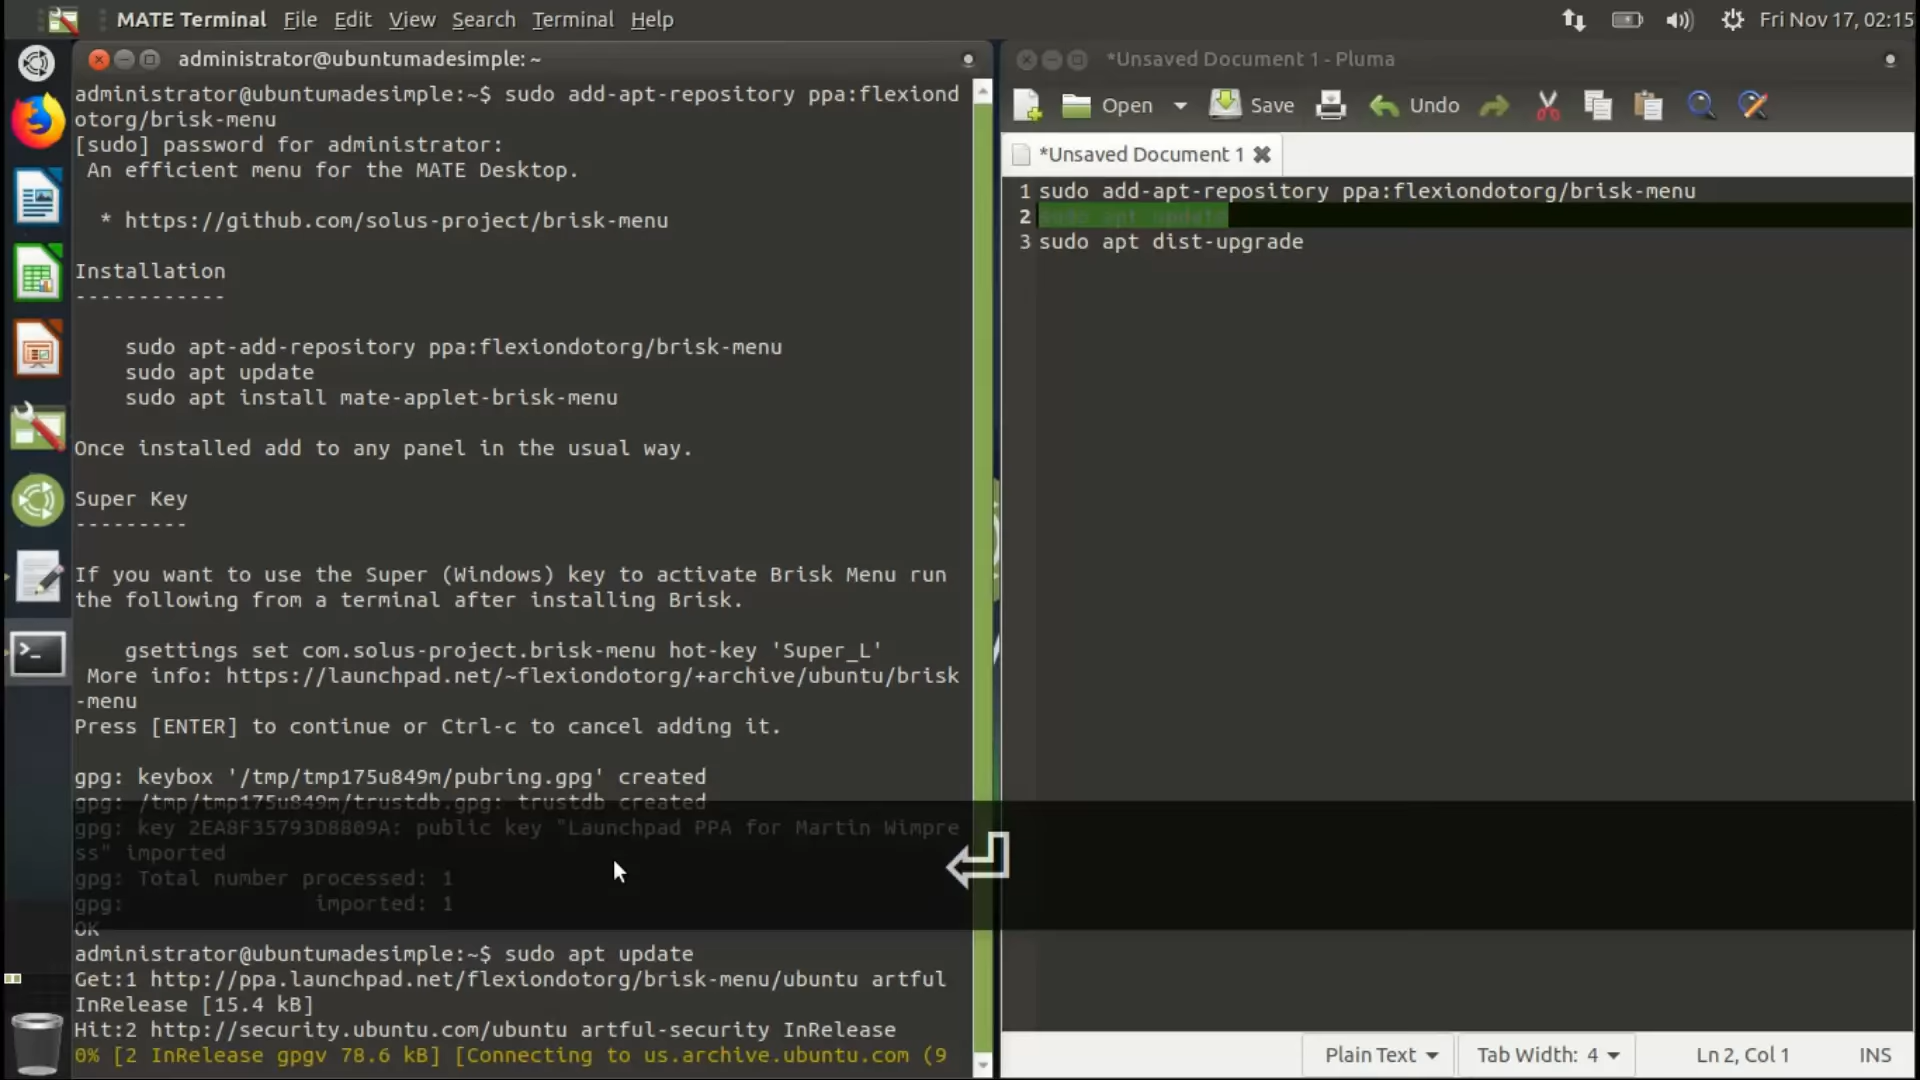 MATE Terminal File Edit View Search Terminal Help Fri Nov 17, 02:15
administrator@ubuntumadesimple: ~
administrator@ubuntumadesimple:~$ sudo add-apt-repository ppa:flexiond
otorg/brisk-menu
[sudo] password for administrator:
An efficient menu for the MATE Desktop.
* https://github.com/solus-project/brisk-menu
Installation
------------
sudo apt-add-repository ppa:flexiondotorg/brisk-menu
sudo apt update
sudo apt install mate-applet-brisk-menu
Once installed add to any panel in the usual way.
Super Key
---------
If you want to use the Super (Windows) key to activate Brisk Menu run
the following from a terminal after installing Brisk.
gsettings set com.solus-project.brisk-menu hot-key 'Super_L'
More info: https://launchpad.net/~flexiondotorg/+archive/ubuntu/brisk
-menu
Press [ENTER] to continue or Ctrl-c to cancel adding it.
gpg: keybox '/tmp/tmp175u849m/pubring.gpg' created
gpg: /tmp/tmp175u849m/trustdb.gpg: trustdb created
gpg: key 2EA8F35793D8809A: public key "Launchpad PPA for Martin Wimpre
ss" imported
gpg: Total number processed: 1
gpg: imported: 1
OK
administrator@ubuntumadesimple:~$ sudo apt update
Get:1 http://ppa.launchpad.net/flexiondotorg/brisk-menu/ubuntu artful
InRelease [15.4 kB]
Hit:2 http://security.ubuntu.com/ubuntu artful-security InRelease
0% [2 InRelease gpgv 78.6 kB] [Connecting to us.archive.ubuntu.com (9
*Unsaved Document 1 - Pluma
Open Save Undo
*Unsaved Document 1
1 sudo add-apt-repository ppa:flexiondotorg/brisk-menu
2 sudo apt update
3 sudo apt dist-upgrade
Plain Text Tab Width: 4 Ln 2, Col 1 INS